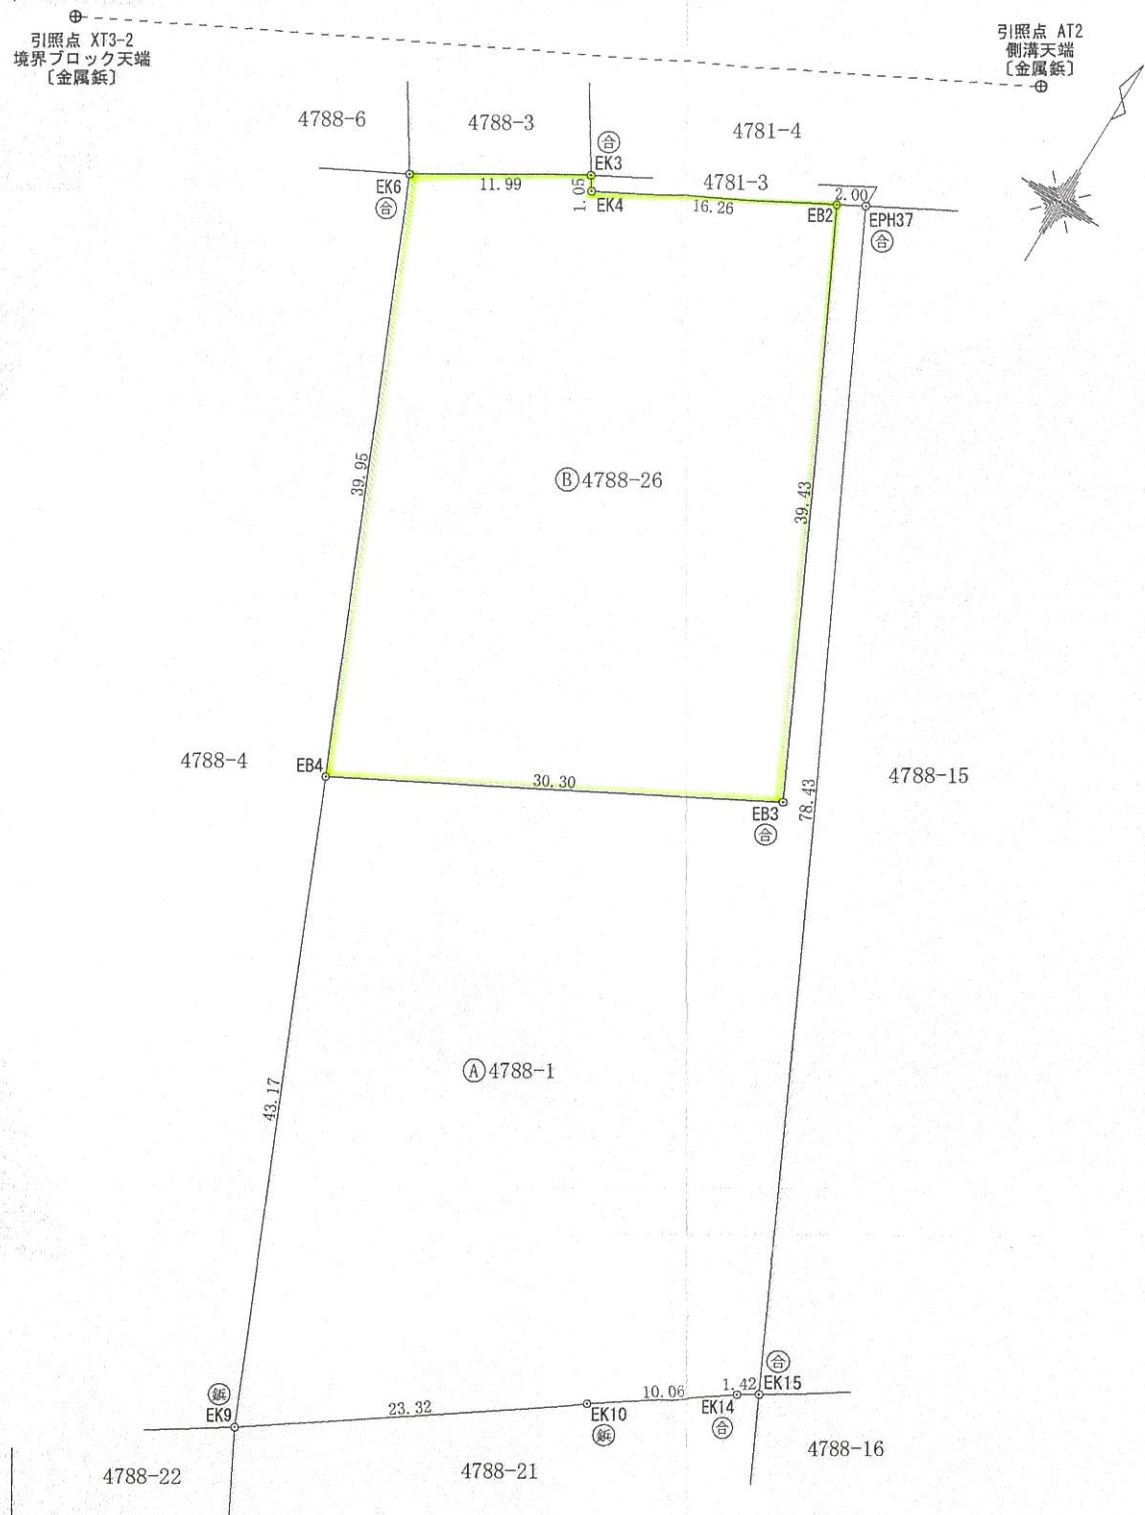 引照点 XT3-2
境界ブロック天端
〔金属鋲〕
引照点 AT2
側溝天端
〔金属鋲〕
4788-6
4788-3
4781-4
合
EK3
4781-3
EK6
合
11.99
1.05
EK4
16.26
2.00
EB2
EPH37
合
39.95
Ⓑ4788-26
39.43
4788-4
EB4
30.30
EB3
合
78.43
4788-15
Ⓐ4788-1
43.17
鋲
EK9
23.32
EK10
鋲
10.06
1.42
EK14
合
合
EK15
4788-22
4788-21
4788-16